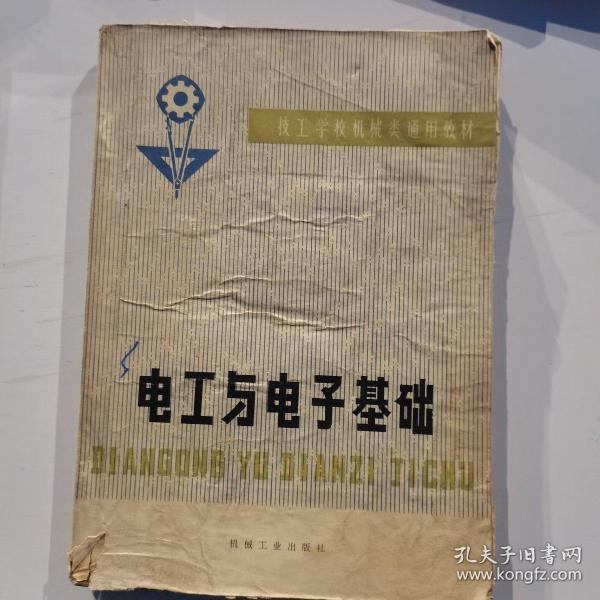 技工学校机械类通用教材
电工与电子基础
DIANGONG YU DIANZI JICHU
机械工业出版社
孔夫子旧书网
www.kongfz.com